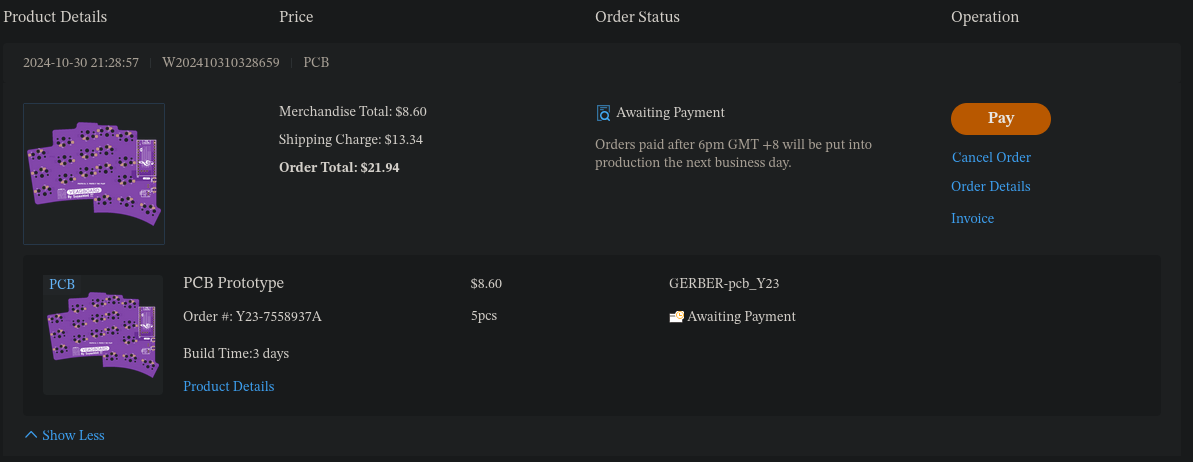 Product Details Price Order Status Operation
2024-10-30 21:28:57 W202410310328659 PCB
Merchandise Total: $8.60
Shipping Charge: $13.34
Order Total: $21.94
Awaiting Payment
Orders paid after 6pm GMT +8 will be put into
production the next business day.
Pay
Cancel Order
Order Details
Invoice
PCB
PCB Prototype $8.60 GERBER-pcb_Y23
Order #: Y23-7558937A 5pcs Awaiting Payment
Build Time:3 days
Product Details
Show Less